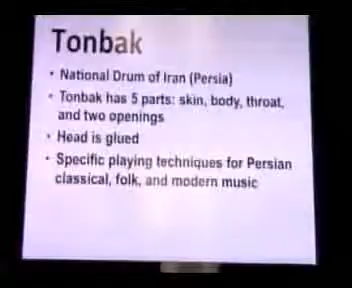 Tonbak
• National Drum of Iran (Persia)
• Tonbak has 5 parts: skin, body, throat,
and two openings
• Head is glued
• Specific playing techniques for Persian
classical, folk, and modern music